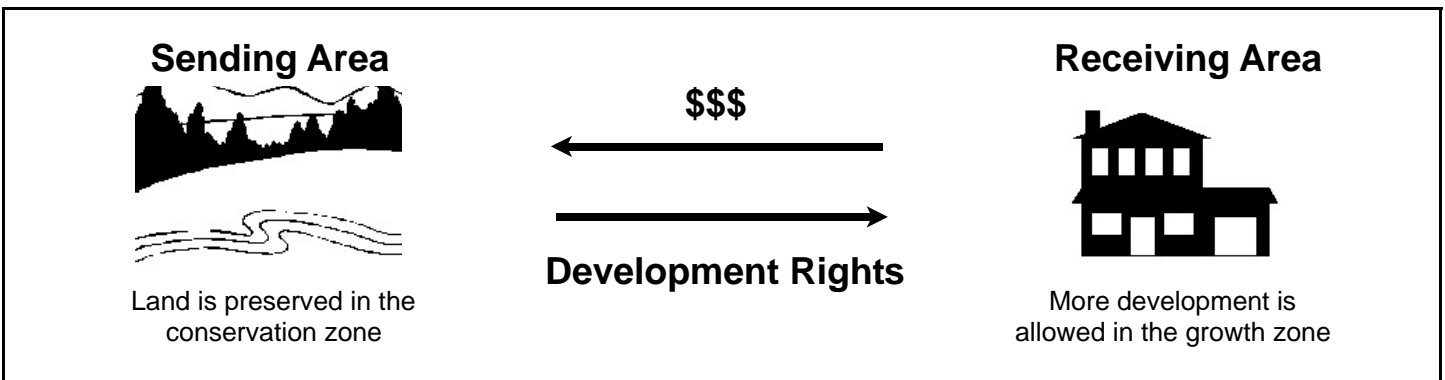 Sending Area
Receiving Area
$$$
Development Rights
Land is preserved in the
conservation zone
More development is
allowed in the growth zone